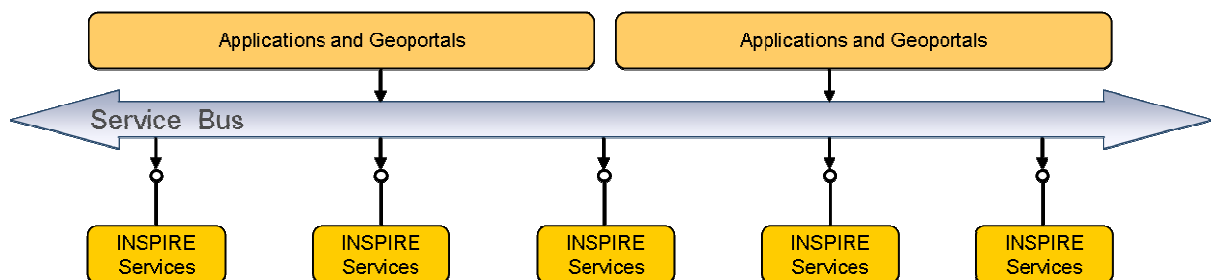 Applications and Geoportals
Applications and Geoportals
Service Bus
INSPIRE
Services
INSPIRE
Services
INSPIRE
Services
INSPIRE
Services
INSPIRE
Services